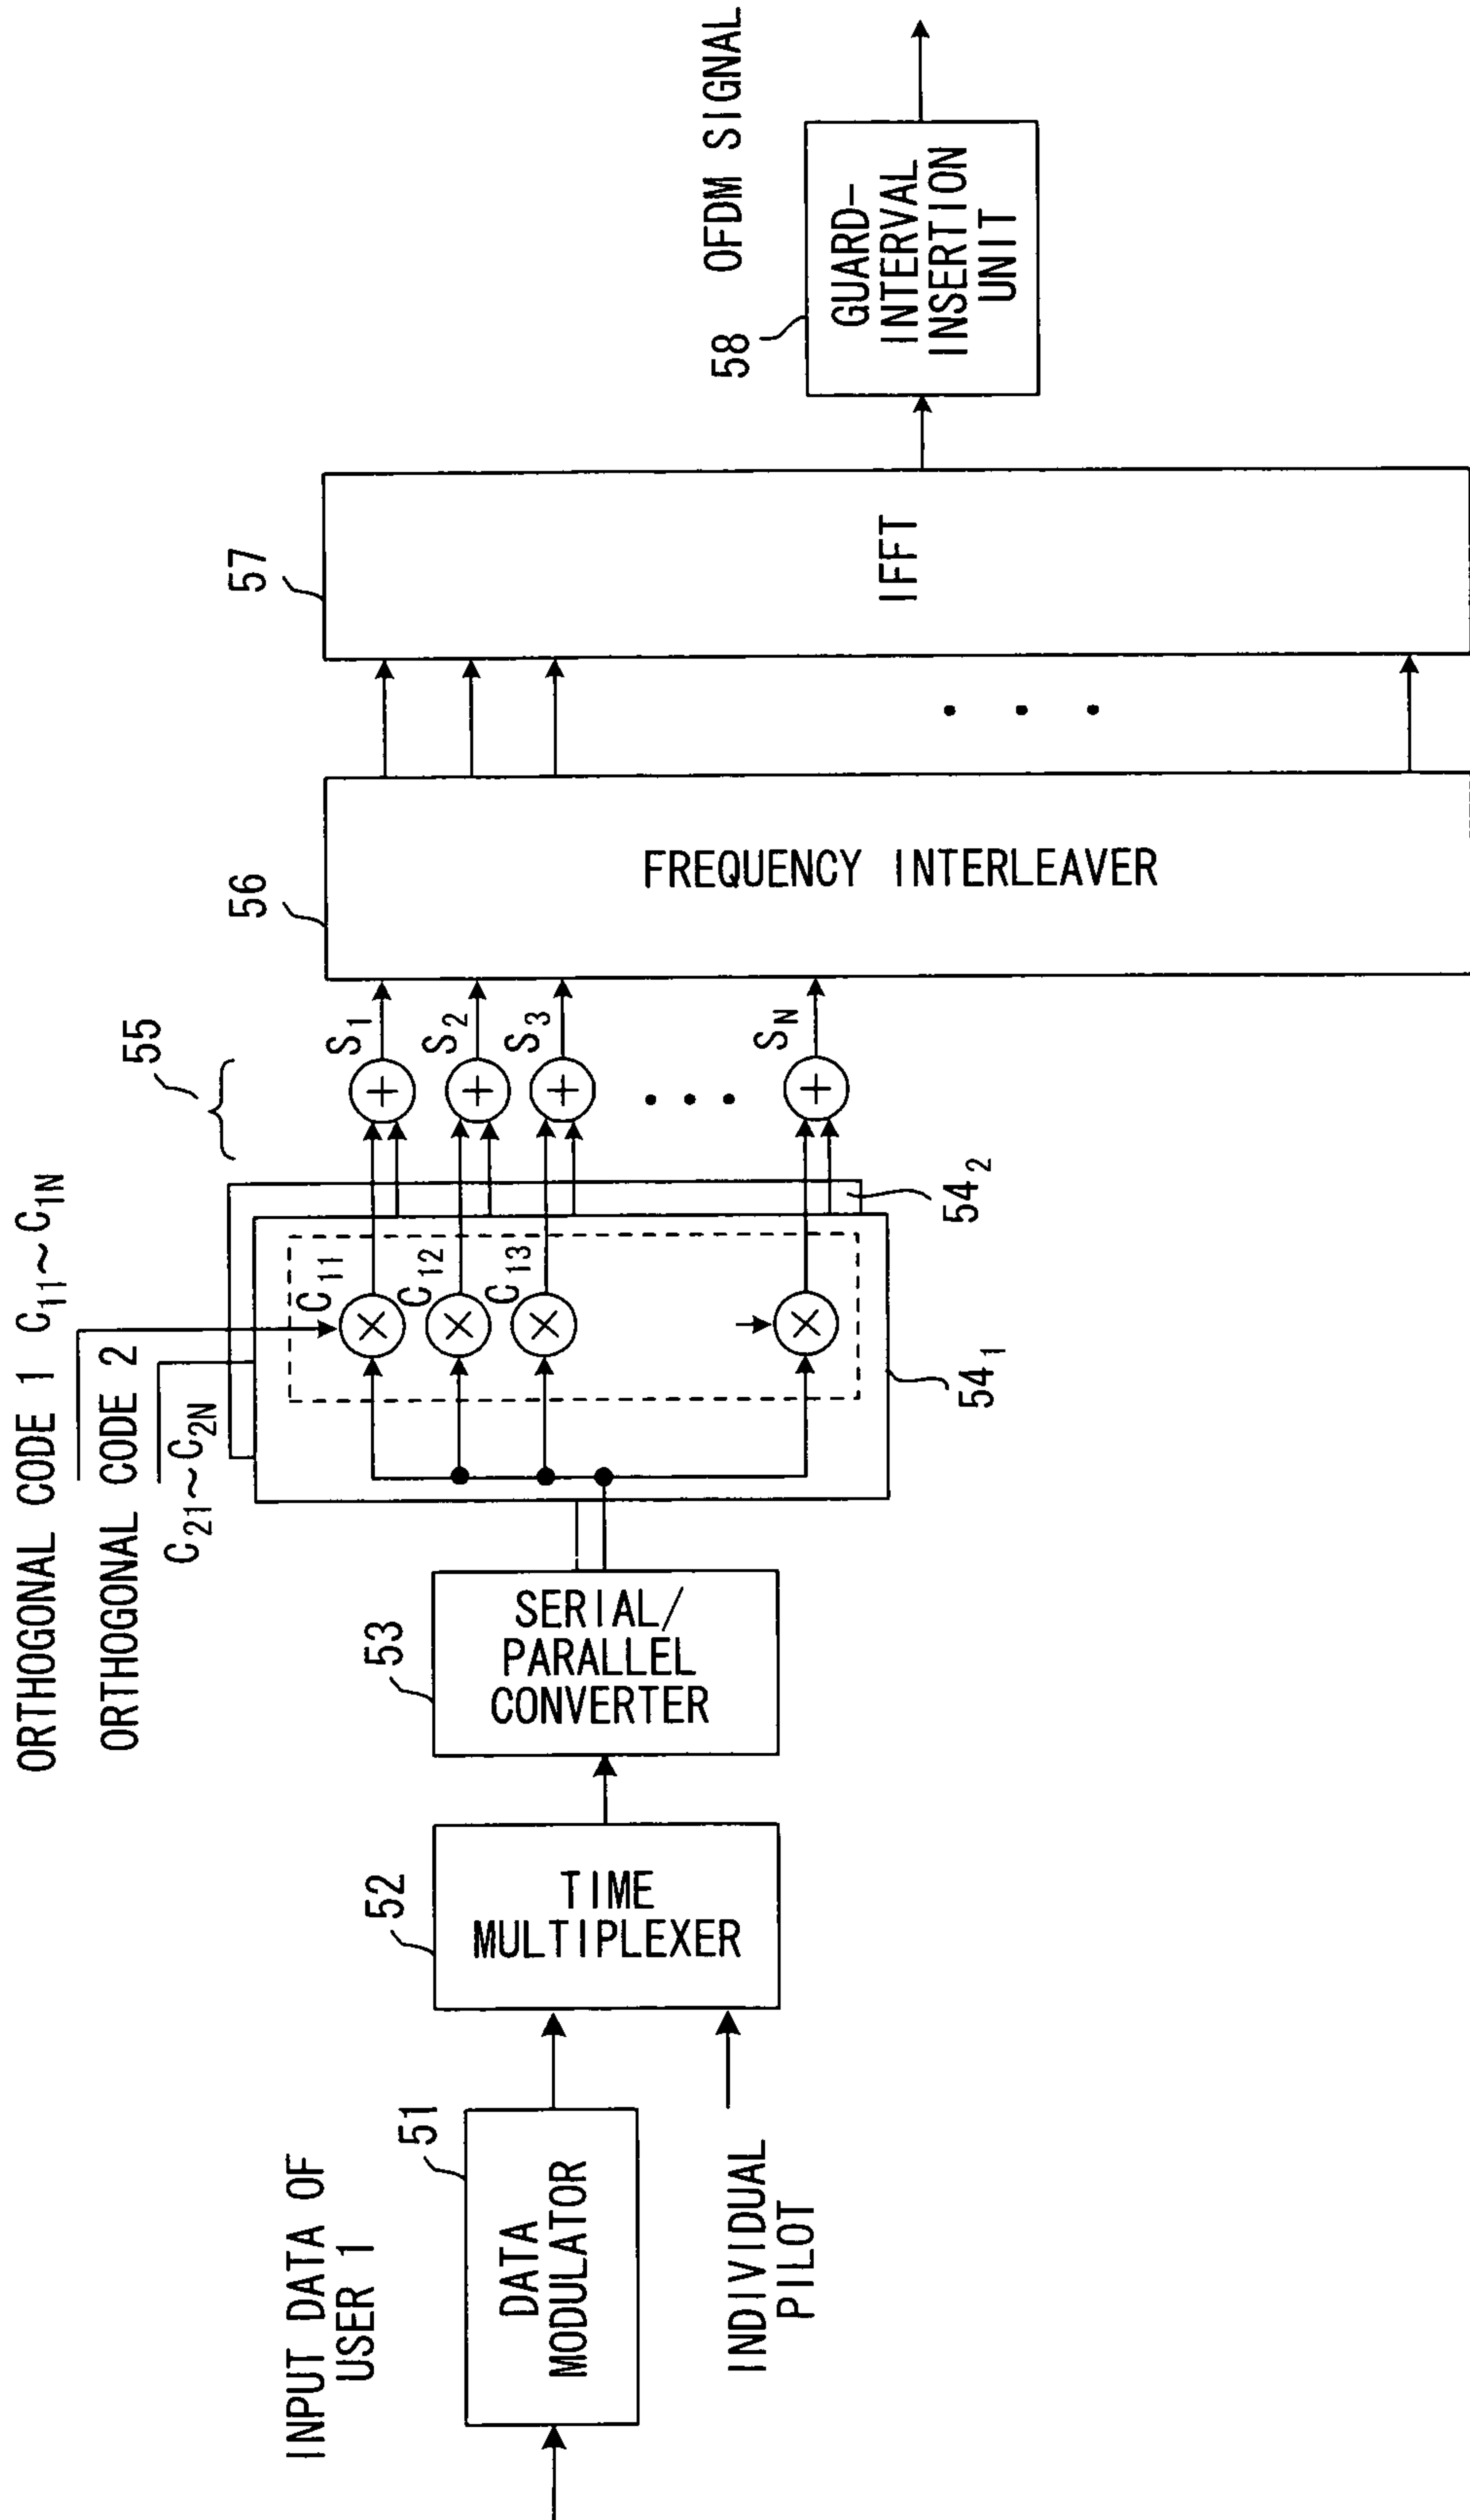 INPUT DATA OF
USER 1
51
DATA
MODULATOR
INDIVIDUAL
PILOT
52
TIME
MULTIPLEXER
53
SERIAL/
PARALLEL
CONVERTER
ORTHOGONAL CODE 1 C11~C1N
ORTHOGONAL CODE 2
C21~C2N
C11
C12
C13
541
542
55
S1
S2
S3
SN
56
FREQUENCY INTERLEAVER
57
IFFT
58
GUARD-
INTERVAL
INSERTION
UNIT
OFDM SIGNAL